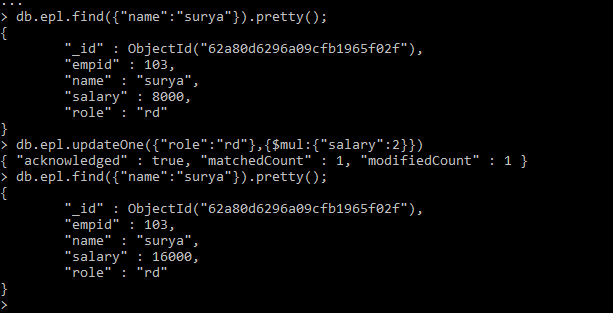 ...
> db.epl.find({"name":"surya"}).pretty();
{
        "_id" : ObjectId("62a80d6296a09cfb1965f02f"),
        "empid" : 103,
        "name" : "surya",
        "salary" : 8000,
        "role" : "rd"
}
> db.epl.updateOne({"role":"rd"},{$mul:{"salary":2}})
{ "acknowledged" : true, "matchedCount" : 1, "modifiedCount" : 1 }
> db.epl.find({"name":"surya"}).pretty();
{
        "_id" : ObjectId("62a80d6296a09cfb1965f02f"),
        "empid" : 103,
        "name" : "surya",
        "salary" : 16000,
        "role" : "rd"
}
>